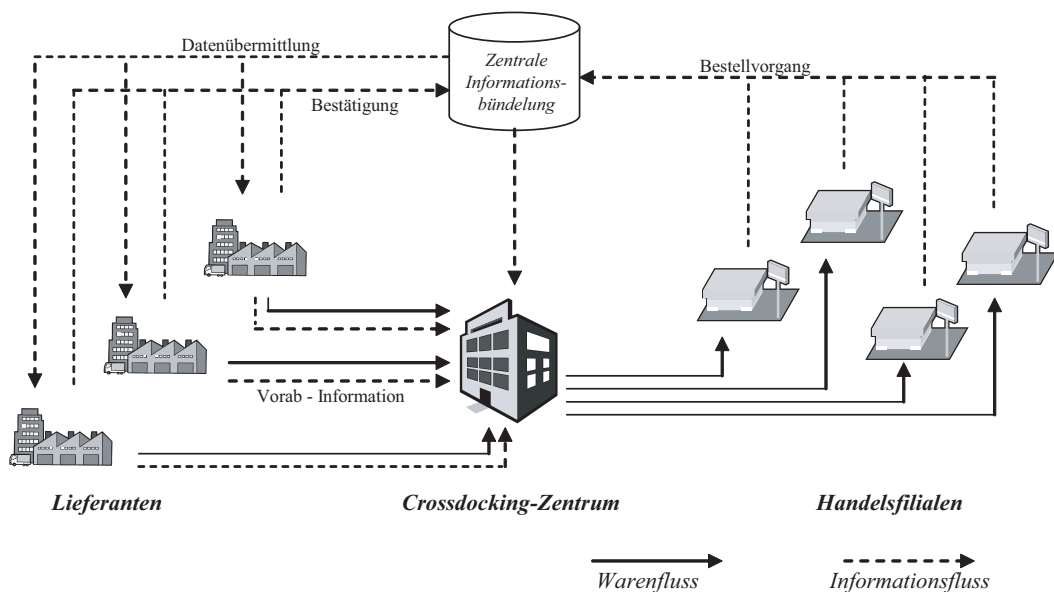 Datenübermittlung
Zentrale
Informations-
bündelung
Bestellvorgang
Bestätigung
Vorab - Information
Lieferanten
Crossdocking-Zentrum
Handelsfilialen
Warenfluss
Informationsfluss